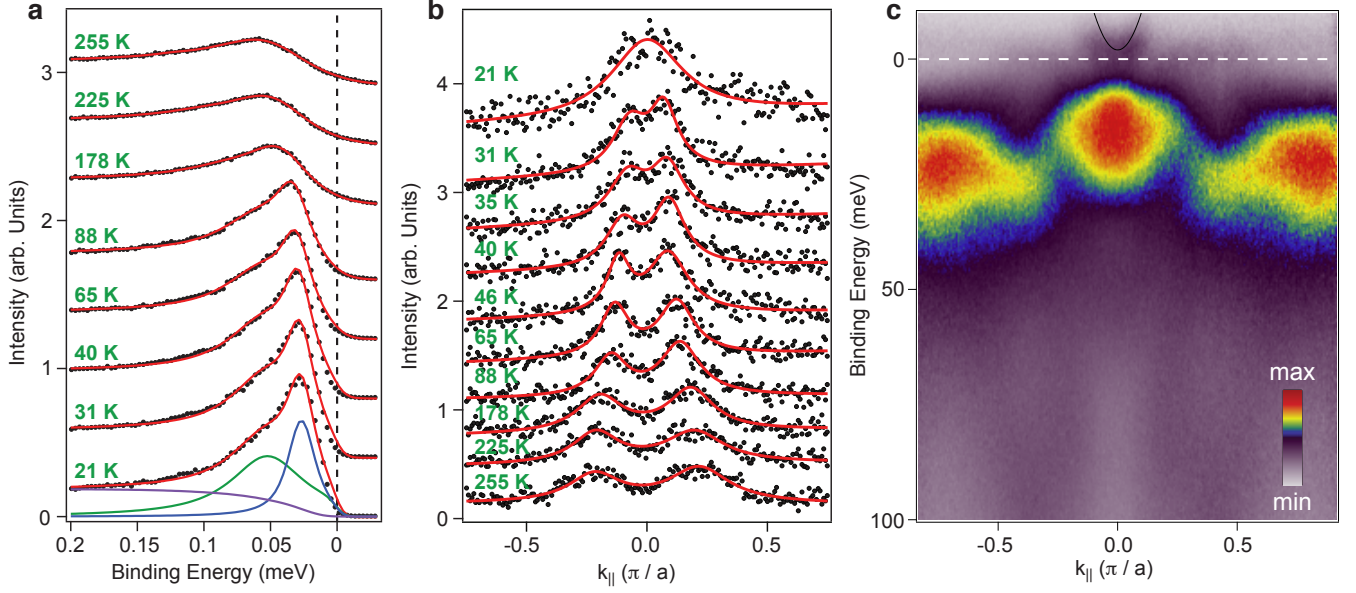 a
255 K
225 K
178 K
88 K
65 K
40 K
31 K
21 K
3
2
1
0
0.2
0.15
0.1
0.05
0
Intensity (arb. Units)
Binding Energy (meV)
b
21 K
31 K
35 K
40 K
46 K
65 K
88 K
178 K
225 K
255 K
4
3
2
1
0
-0.5
0.0
0.5
Intensity (arb. Units)
k|| (π / a)
c
0
50
100
-0.5
0.0
0.5
Binding Energy (meV)
k|| (π / a)
max
min